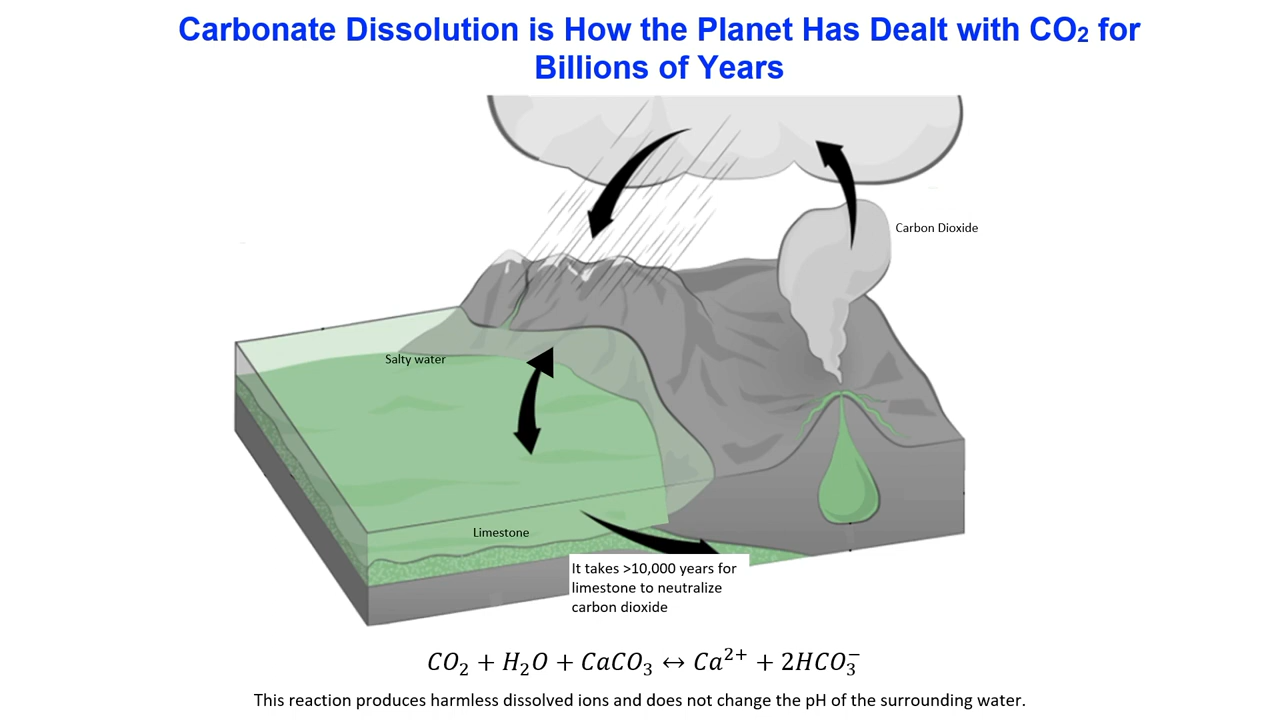 Carbonate Dissolution is How the Planet Has Dealt with CO₂ for
Billions of Years
Carbon Dioxide
Salty water
Limestone
It takes >10,000 years for
limestone to neutralize
carbon dioxide
CO₂ + H₂O + CaCO₃ ↔ Ca²⁺ + 2HCO₃⁻
This reaction produces harmless dissolved ions and does not change the pH of the surrounding water.